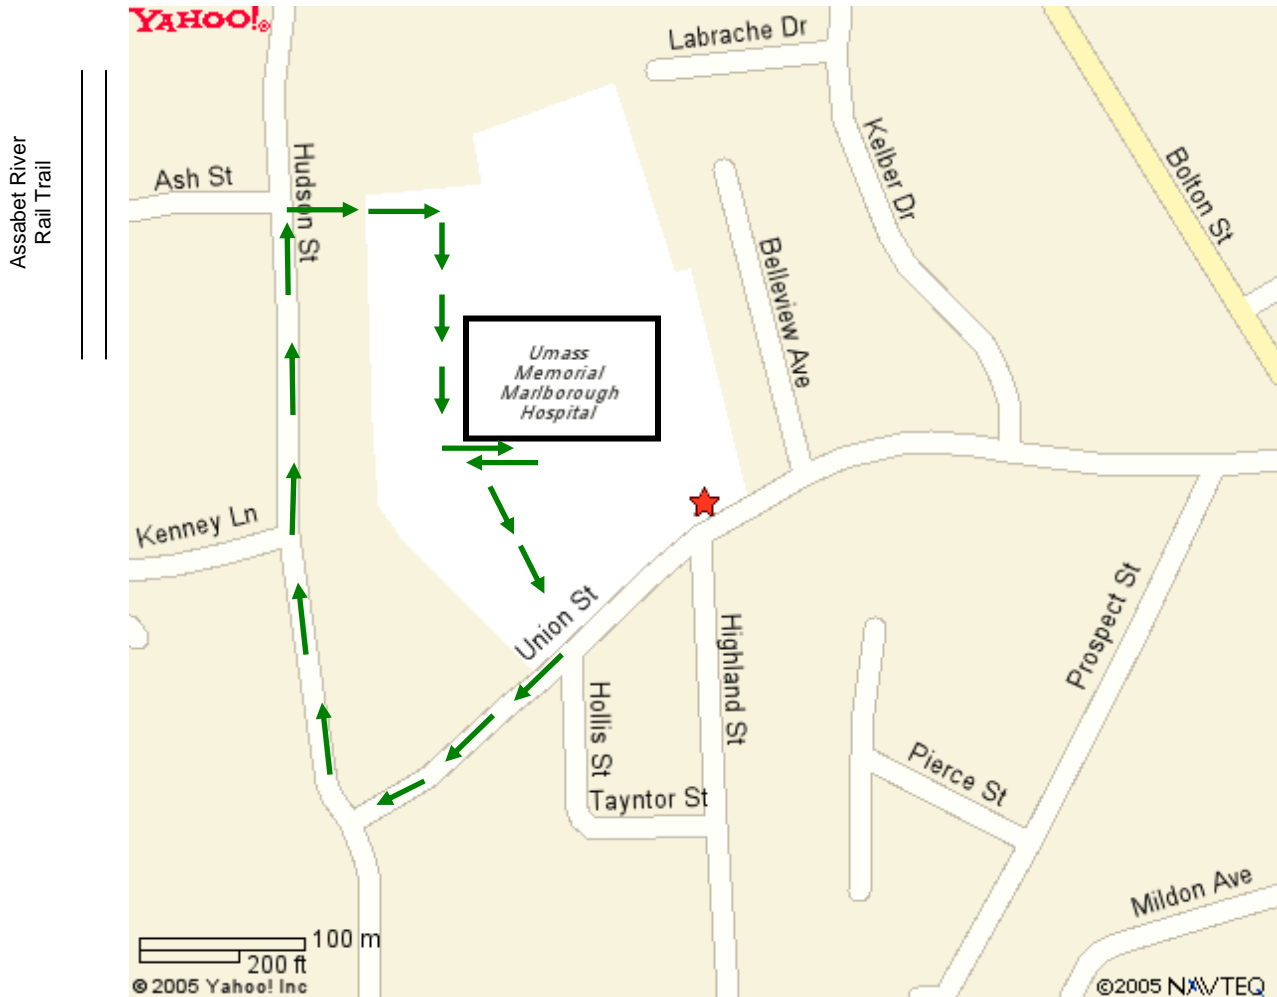 YAHOO!®
Labrache Dr
Assabet River
Rail Trail
Ash St
Hudson St
Kelber Dr
Bolton St
Belleview Ave
Umass
Memorial
Marlborough
Hospital
Kenney Ln
Union St
Highland St
Prospect St
Hollis St
Pierce St
Tayntor St
Mildon Ave
100 m
200 ft
© 2005 Yahoo! Inc
©2005 NAVTEQ